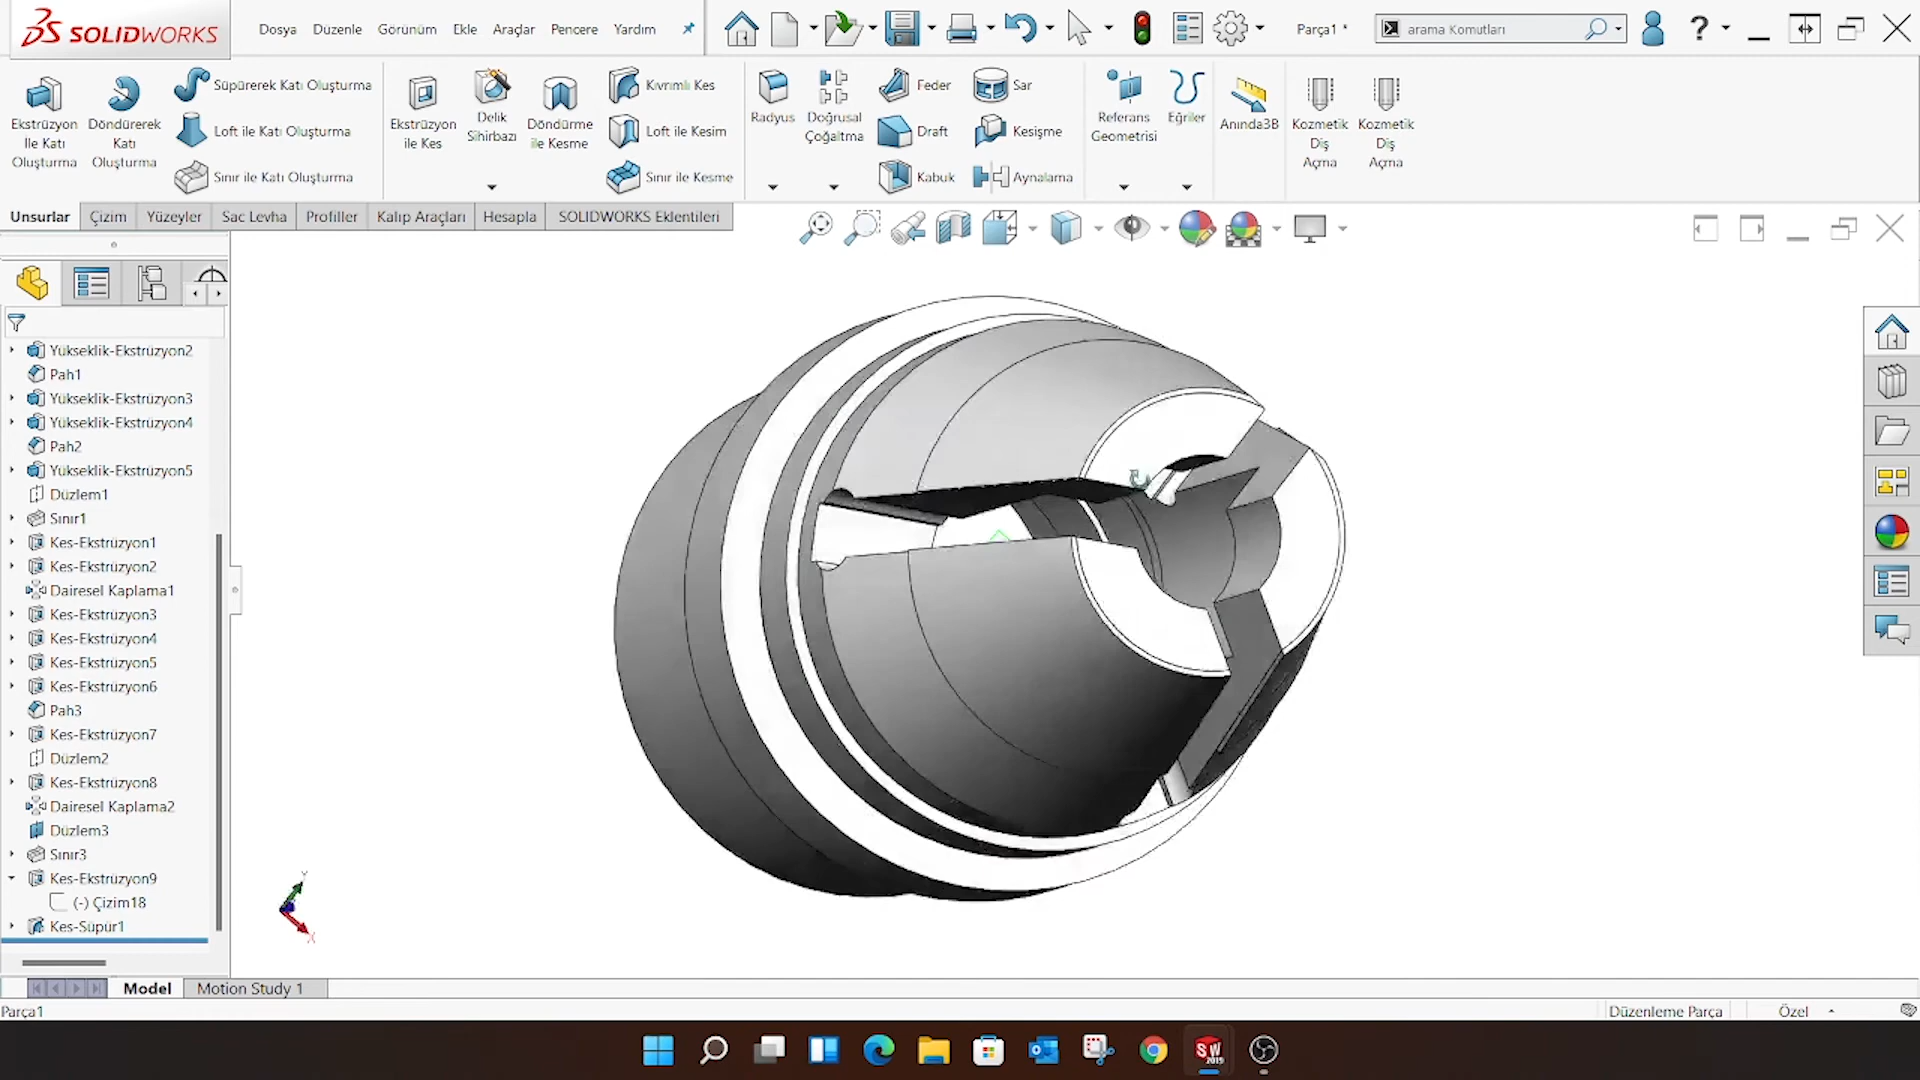 SOLIDWORKS
Dosya Düzenle Görünüm Ekle Araçlar Pencere Yardım
Parça1 *
arama Komutları
Ekstrüzyon
İle Katı
Oluşturma
Döndürerek
Katı
Oluşturma
Süpürerek Katı Oluşturma
Loft ile Katı Oluşturma
Sınır ile Katı Oluşturma
Ekstrüzyon
ile Kes
Delik
Sihirbazı
Döndürme
ile Kesme
Kıvrımlı Kes
Loft ile Kesim
Sınır ile Kesme
Radyus
Doğrusal
Çoğaltma
Feder
Draft
Kabuk
Sar
Kesişme
Aynalama
Referans
Geometrisi
Eğriler
Anında3B
Kozmetik
Diş
Açma
Kozmetik
Diş
Açma
Unsurlar Çizim Yüzeyler Sac Levha Profiller Kalıp Araçları Hesapla SOLIDWORKS Eklentileri
Yükseklik-Ekstrüzyon2
Pah1
Yükseklik-Ekstrüzyon3
Yükseklik-Ekstrüzyon4
Pah2
Yükseklik-Ekstrüzyon5
Düzlem1
Sınır1
Kes-Ekstrüzyon1
Kes-Ekstrüzyon2
Dairesel Kaplama1
Kes-Ekstrüzyon3
Kes-Ekstrüzyon4
Kes-Ekstrüzyon5
Kes-Ekstrüzyon6
Pah3
Kes-Ekstrüzyon7
Düzlem2
Kes-Ekstrüzyon8
Dairesel Kaplama2
Düzlem3
Sınır3
Kes-Ekstrüzyon9
(-) Çizim18
Kes-Süpür1
Y
X
Model Motion Study 1
Parça1
Düzenleme Parça
Özel
SW
2019